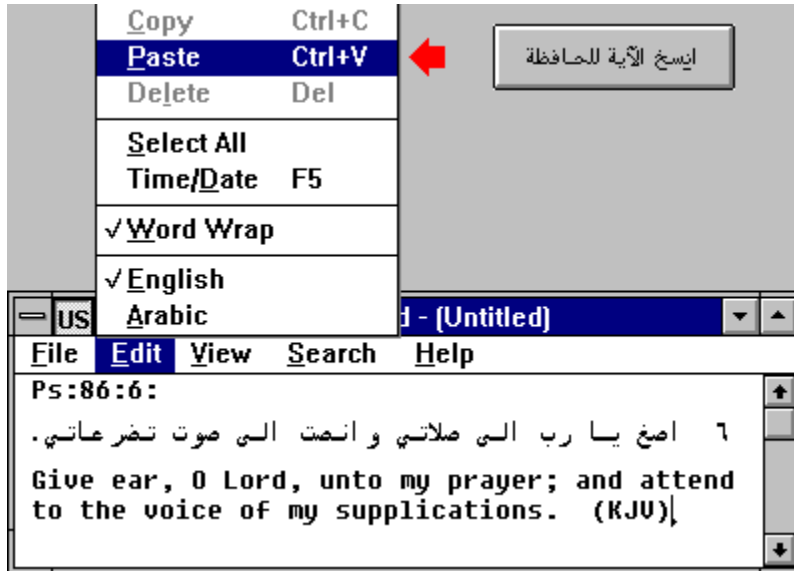 Copy Ctrl+C
Paste Ctrl+V
Delete Del
Select All
Time/Date F5
√ Word Wrap
√ English
Arabic
انسخ الآية للحافظة
US
d - (Untitled)
File Edit View Search Help
Ps:86:6:
٦ اصغ يا رب الى صلاتي وانصت الى صوت تضرعاتي.
Give ear, O Lord, unto my prayer; and attend
to the voice of my supplications. (KJV)